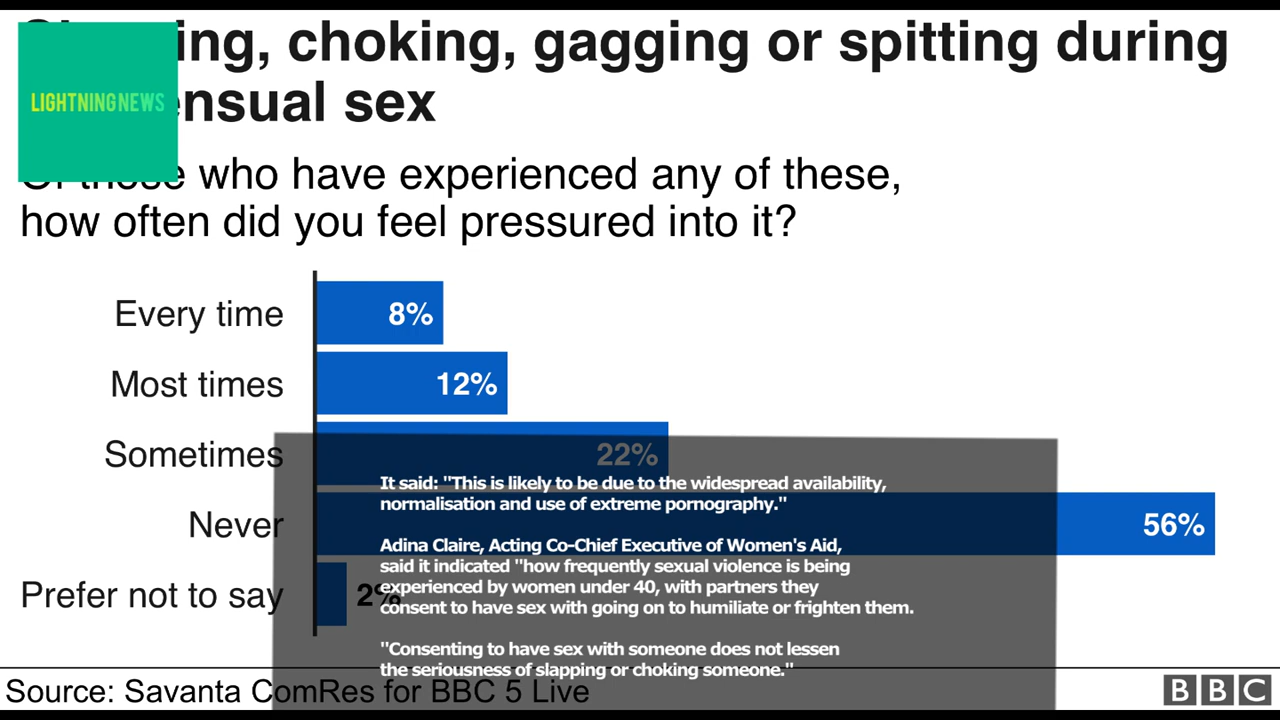 LIGHTNINGNEWS
ing, choking, gagging or spitting during
ensual sex
who have experienced any of these,
how often did you feel pressured into it?
Every time 8%
Most times 12%
Sometimes 22%
Never 56%
Prefer not to say 2%
It said: "This is likely to be due to the widespread availability,
normalisation and use of extreme pornography."
Adina Claire, Acting Co-Chief Executive of Women's Aid,
said it indicated "how frequently sexual violence is being
experienced by women under 40, with partners they
consent to have sex with going on to humiliate or frighten them.
"Consenting to have sex with someone does not lessen
the seriousness of slapping or choking someone."
Source: Savanta ComRes for BBC 5 Live
BBC